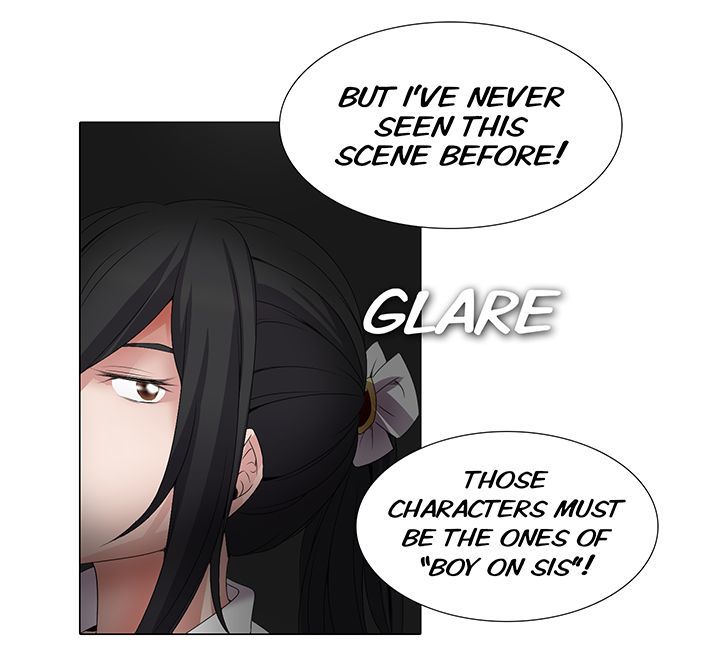 BUT I'VE NEVER
SEEN THIS
SCENE BEFORE!
GLARE
THOSE
CHARACTERS MUST
BE THE ONES OF
"BOY ON SIS"!